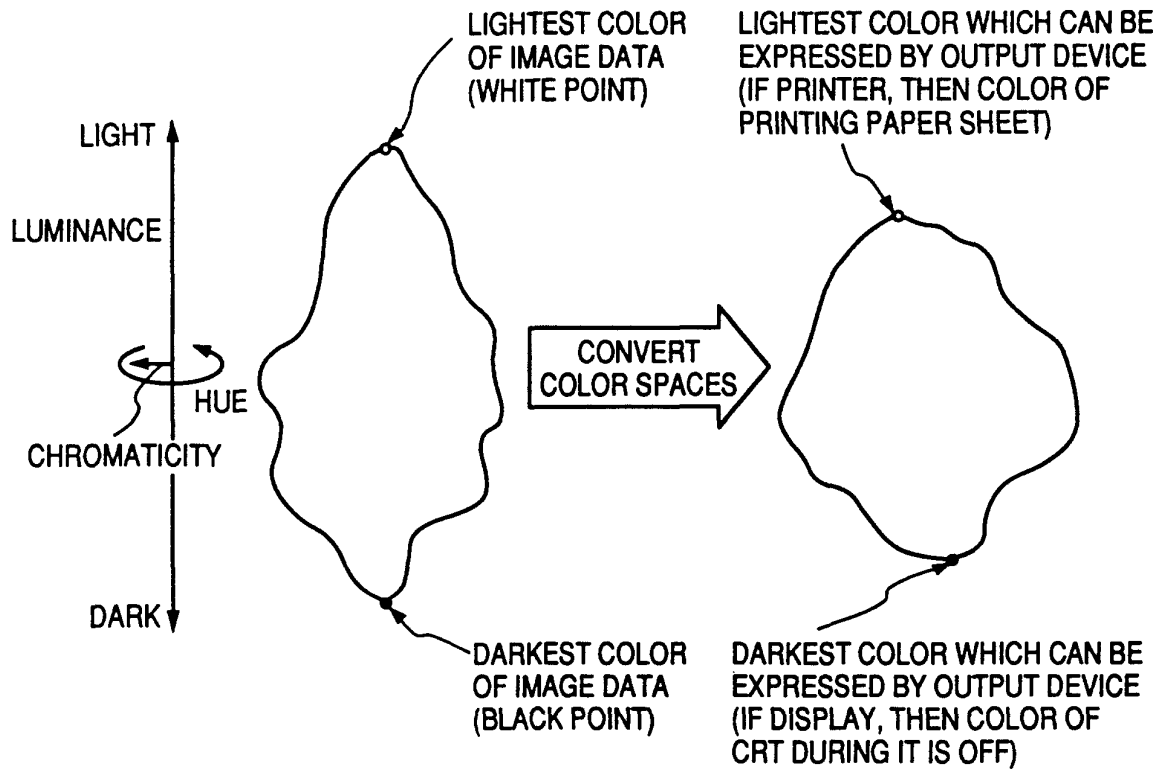 LIGHTEST COLOR
OF IMAGE DATA
(WHITE POINT)
LIGHTEST COLOR WHICH CAN BE
EXPRESSED BY OUTPUT DEVICE
(IF PRINTER, THEN COLOR OF
PRINTING PAPER SHEET)
LIGHT
LUMINANCE
HUE
CHROMATICITY
DARK
CONVERT
COLOR SPACES
DARKEST COLOR
OF IMAGE DATA
(BLACK POINT)
DARKEST COLOR WHICH CAN BE
EXPRESSED BY OUTPUT DEVICE
(IF DISPLAY, THEN COLOR OF
CRT DURING IT IS OFF)